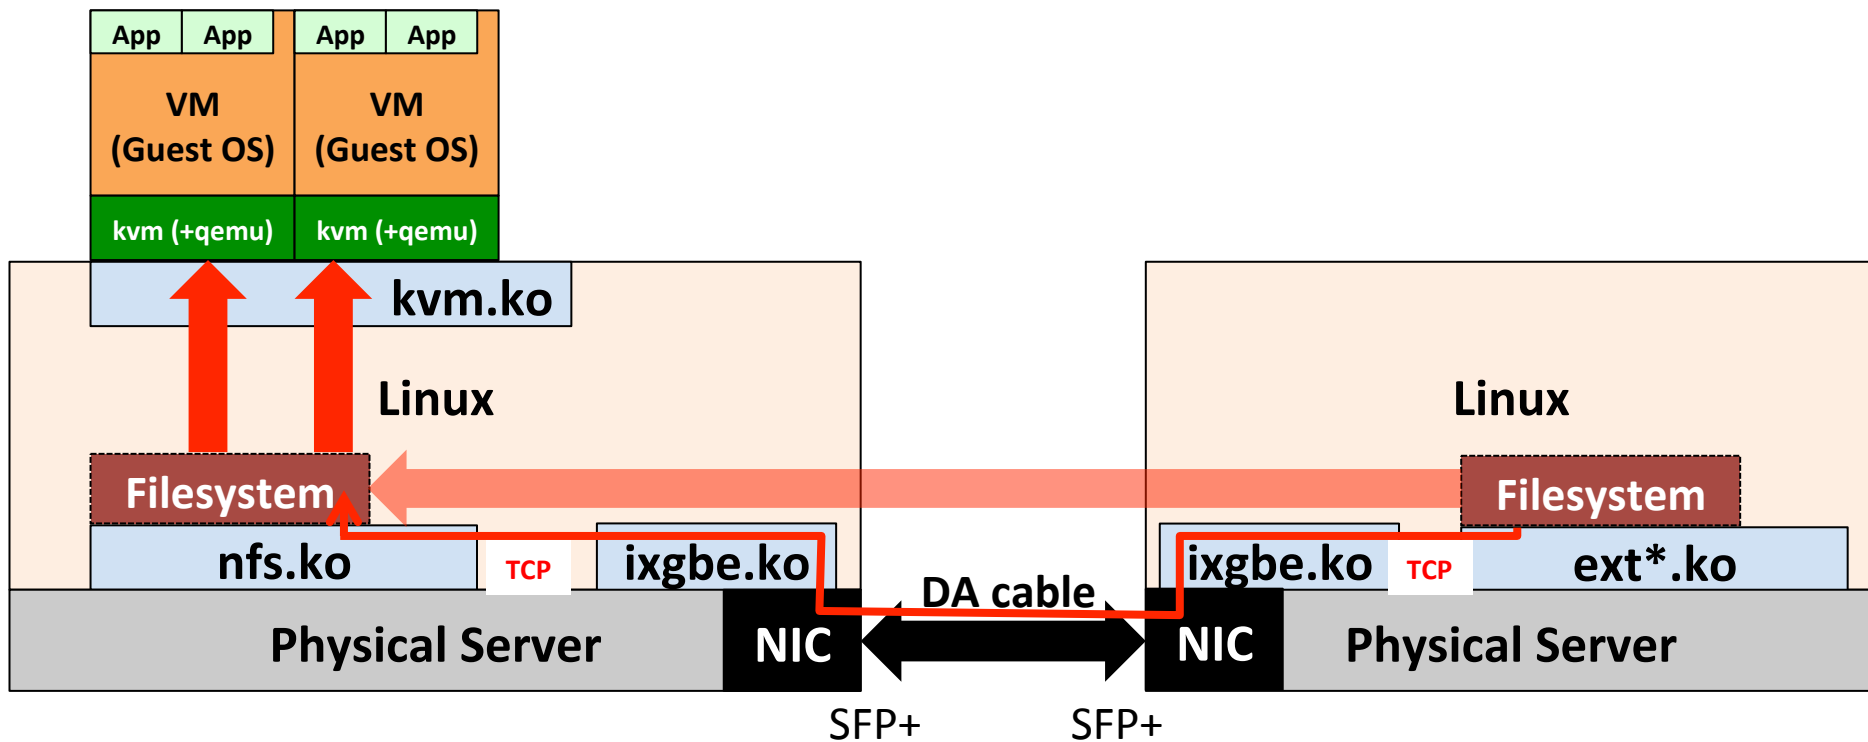 App App App App
VM VM
(Guest OS) (Guest OS)
kvm (+qemu) kvm (+qemu)
kvm.ko
Linux Linux
Filesystem Filesystem
nfs.ko TCP ixgbe.ko ixgbe.ko TCP ext*.ko
DA cable
Physical Server NIC NIC Physical Server
SFP+ SFP+